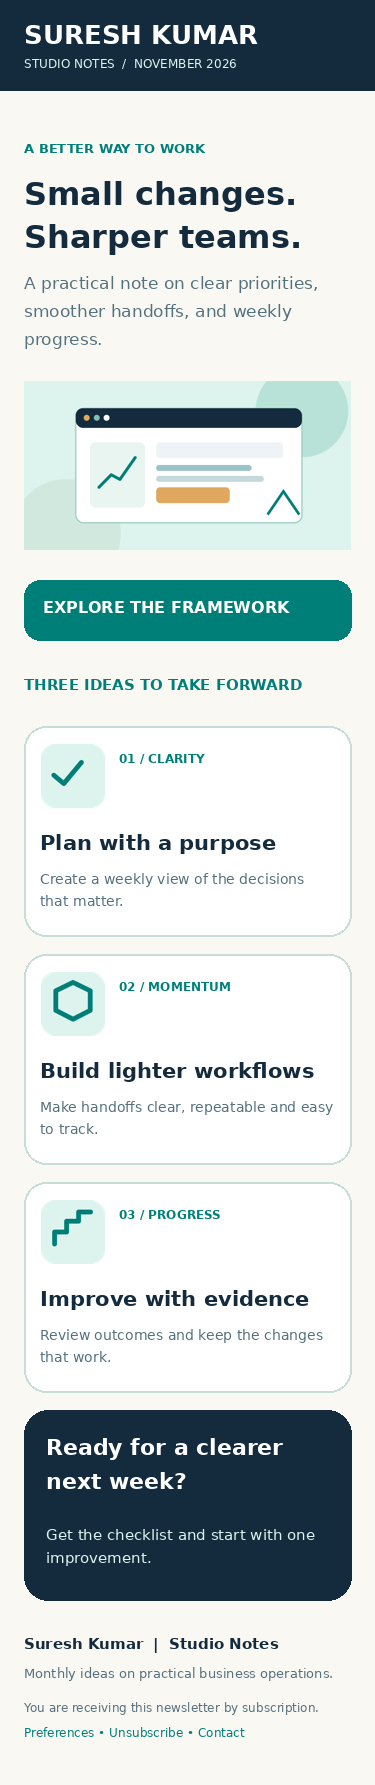 SURESH KUMAR
STUDIO NOTES / NOVEMBER 2026
A BETTER WAY TO WORK
Small changes.
Sharper teams.
A practical note on clear priorities,
smoother handoffs, and weekly
progress.
EXPLORE THE FRAMEWORK
THREE IDEAS TO TAKE FORWARD
01 / CLARITY
Plan with a purpose
Create a weekly view of the decisions
that matter.
02 / MOMENTUM
Build lighter workflows
Make handoffs clear, repeatable and easy
to track.
03 / PROGRESS
Improve with evidence
Review outcomes and keep the changes
that work.
Ready for a clearer
next week?
Get the checklist and start with one
improvement.
Suresh Kumar | Studio Notes
Monthly ideas on practical business operations.
You are receiving this newsletter by subscription.
Preferences • Unsubscribe • Contact